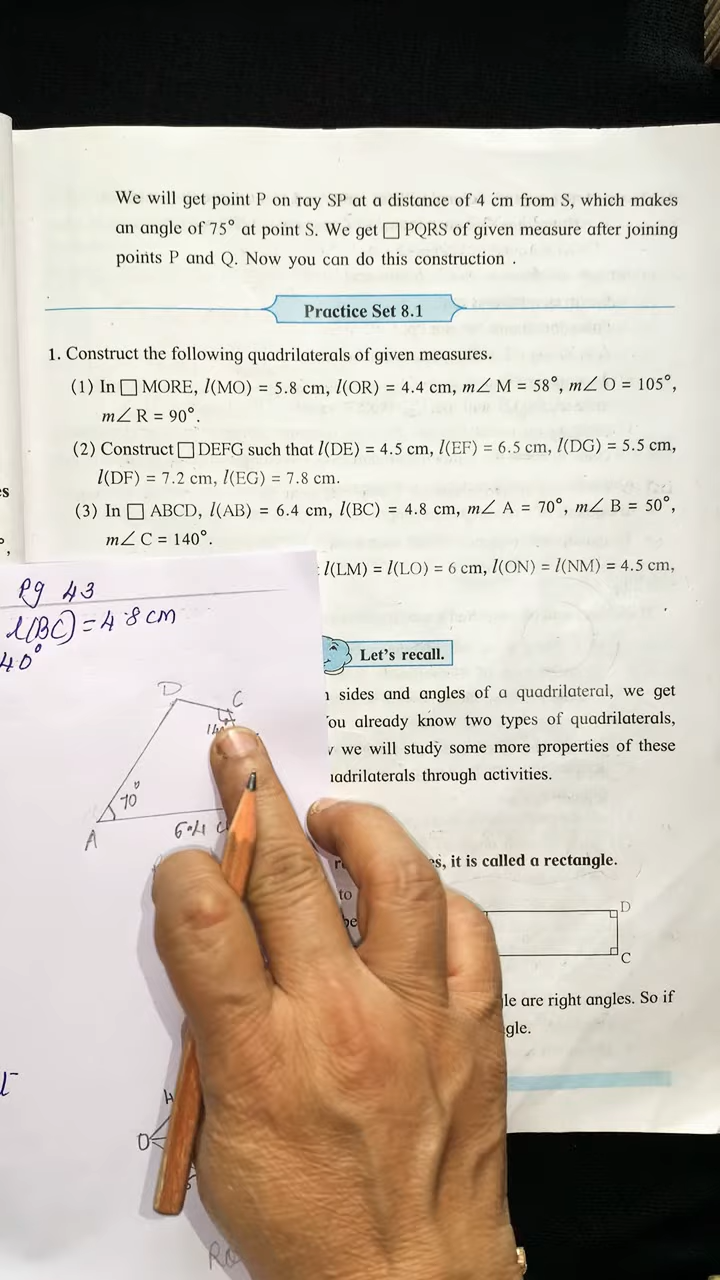 We will get point P on ray SP at a distance of 4 cm from S, which makes
an angle of 75° at point S. We get □ PQRS of given measure after joining
points P and Q. Now you can do this construction .
Practice Set 8.1
1. Construct the following quadrilaterals of given measures.
(1) In □ MORE, l(MO) = 5.8 cm, l(OR) = 4.4 cm, m∠ M = 58°, m∠ O = 105°,
m∠ R = 90°.
(2) Construct □ DEFG such that l(DE) = 4.5 cm, l(EF) = 6.5 cm, l(DG) = 5.5 cm,
l(DF) = 7.2 cm, l(EG) = 7.8 cm.
(3) In □ ABCD, l(AB) = 6.4 cm, l(BC) = 4.8 cm, m∠ A = 70°, m∠ B = 50°,
m∠ C = 140°.
l(LM) = l(LO) = 6 cm, l(ON) = l(NM) = 4.5 cm,
Pg 43
l(BC) = 4.8 cm
40°
Let's recall.
sides and angles of a quadrilateral, we get
ou already know two types of quadrilaterals,
we will study some more properties of these
uadrilaterals through activities.
D
C
70°
A
6.4 c
s, it is called a rectangle.
to
be
D
C
le are right angles. So if
gle.
O